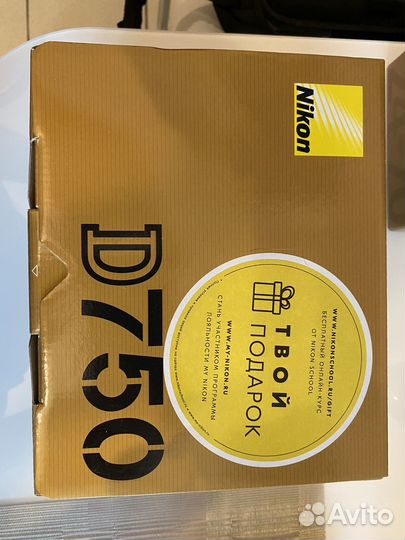 Nikon
D750
WWW.NIKONSCHOOL.RU/GIFT
БЕСПЛАТНЫЙ ОНЛАЙН-КУРС
ОТ NIKON SCHOOL
ТВОЙ
ПОДАРОК
WWW.MY-NIKON.RU
СТАНЬ УЧАСТНИКОМ ПРОГРАММЫ
ЛОЯЛЬНОСТИ MY NIKON
Avito